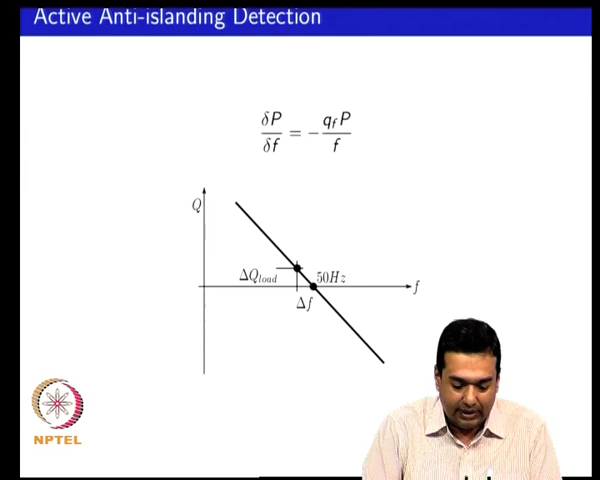 Active Anti-islanding Detection
δP/δf = − q_f P/f
Q
ΔQ_load
50Hz
f
Δf
NPTEL